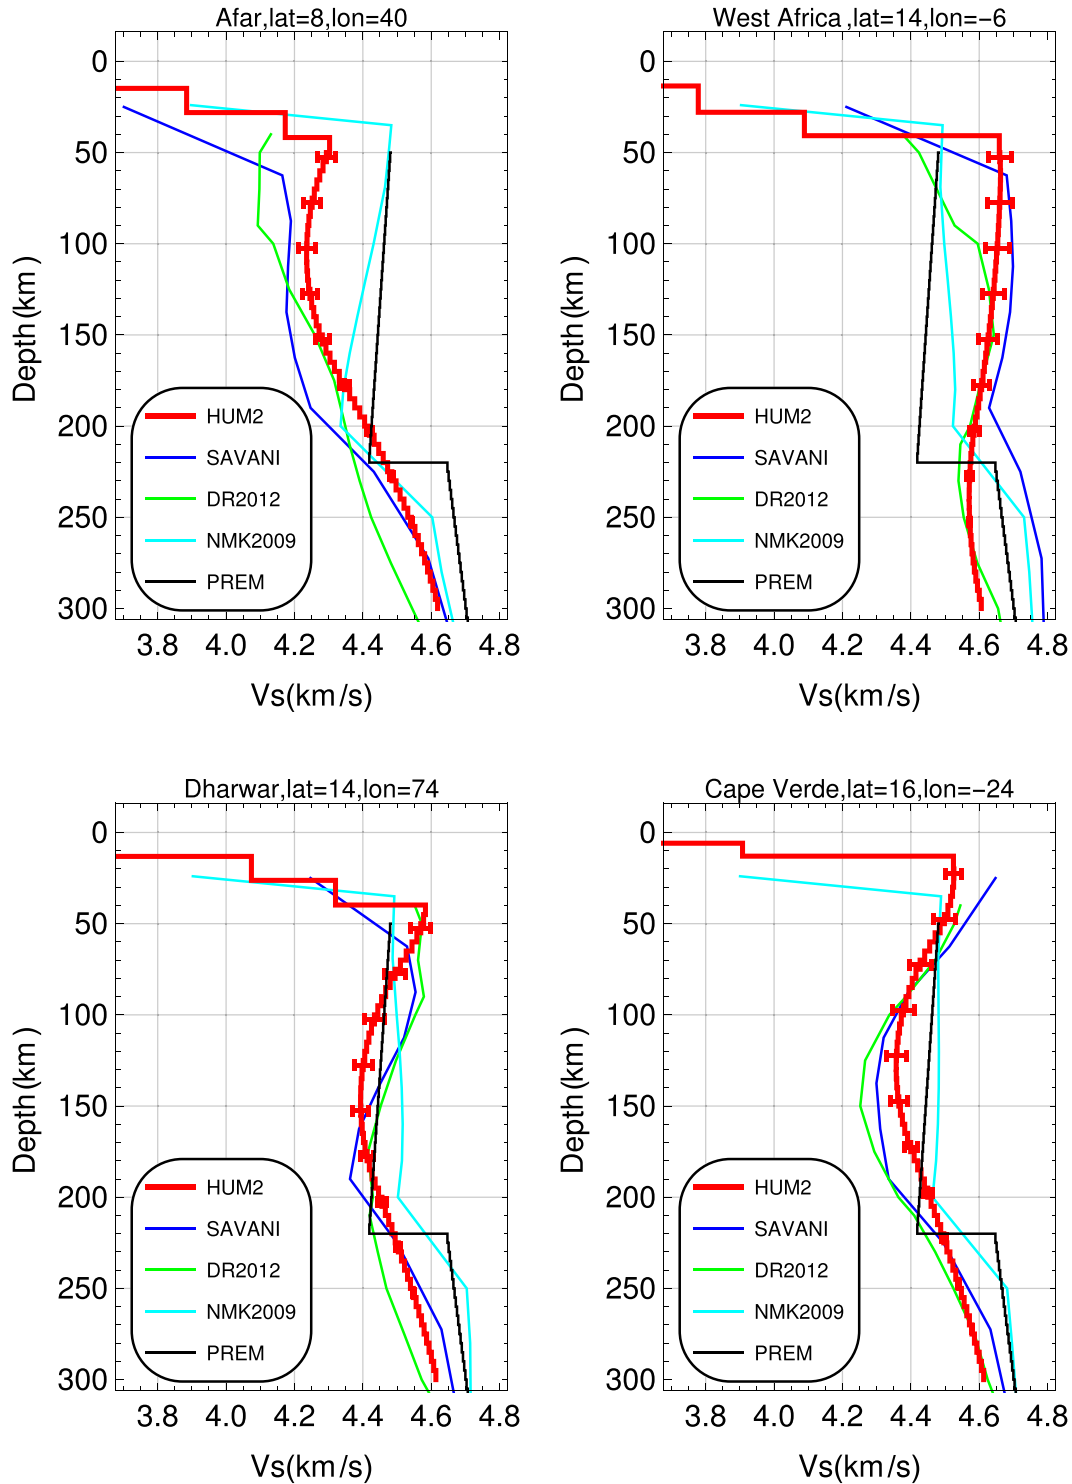 Afar,lat=8,lon=40
0
50
100
150
200
250
300
Depth(km)
HUM2
SAVANI
DR2012
NMK2009
PREM
3.8 4.0 4.2 4.4 4.6 4.8
Vs(km/s)
West Africa,lat=14,lon=−6
0
50
100
150
200
250
300
Depth(km)
HUM2
SAVANI
DR2012
NMK2009
PREM
3.8 4.0 4.2 4.4 4.6 4.8
Vs(km/s)
Dharwar,lat=14,lon=74
0
50
100
150
200
250
300
Depth(km)
HUM2
SAVANI
DR2012
NMK2009
PREM
3.8 4.0 4.2 4.4 4.6 4.8
Vs(km/s)
Cape Verde,lat=16,lon=−24
0
50
100
150
200
250
300
Depth(km)
HUM2
SAVANI
DR2012
NMK2009
PREM
3.8 4.0 4.2 4.4 4.6 4.8
Vs(km/s)